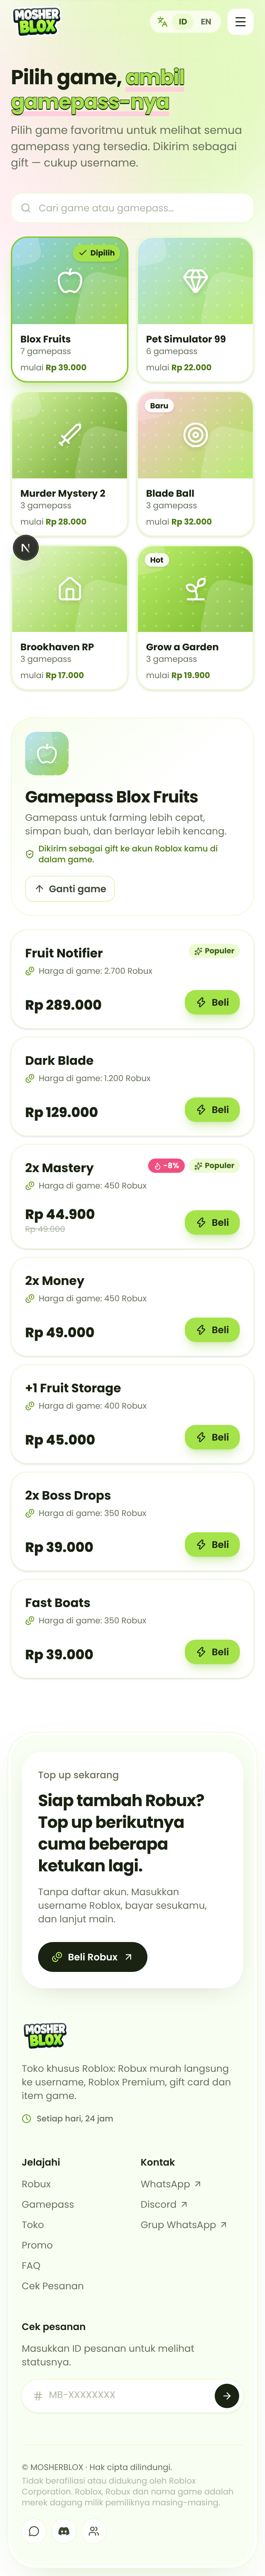 MOSHER
BLOX
ID
EN
Pilih game, ambil
gamepass-nya
Pilih game favoritmu untuk melihat semua
gamepass yang tersedia. Dikirim sebagai
gift — cukup username.
Cari game atau gamepass...
Dipilih
Blox Fruits
7 gamepass
mulai Rp 39.000
Pet Simulator 99
6 gamepass
mulai Rp 22.000
Murder Mystery 2
3 gamepass
mulai Rp 28.000
Baru
Blade Ball
3 gamepass
mulai Rp 32.000
N
Brookhaven RP
3 gamepass
mulai Rp 17.000
Hot
Grow a Garden
3 gamepass
mulai Rp 19.900
Gamepass Blox Fruits
Gamepass untuk farming lebih cepat,
simpan buah, dan berlayar lebih kencang.
Dikirim sebagai gift ke akun Roblox kamu di
dalam game.
Ganti game
Fruit Notifier
Populer
Harga di game: 2.700 Robux
Rp 289.000
Beli
Dark Blade
Harga di game: 1.200 Robux
Rp 129.000
Beli
2x Mastery
-8%
Populer
Harga di game: 450 Robux
Rp 44.900
Rp 49.000
Beli
2x Money
Harga di game: 450 Robux
Rp 49.000
Beli
+1 Fruit Storage
Harga di game: 400 Robux
Rp 45.000
Beli
2x Boss Drops
Harga di game: 350 Robux
Rp 39.000
Beli
Fast Boats
Harga di game: 350 Robux
Rp 39.000
Beli
Top up sekarang
Siap tambah Robux?
Top up berikutnya
cuma beberapa
ketukan lagi.
Tanpa daftar akun. Masukkan
username Roblox, bayar sesukamu,
dan lanjut main.
Beli Robux
MOSHER
BLOX
Toko khusus Roblox: Robux murah langsung
ke username, Roblox Premium, gift card dan
item game.
Setiap hari, 24 jam
Jelajahi
Robux
Gamepass
Toko
Promo
FAQ
Cek Pesanan
Kontak
WhatsApp
Discord
Grup WhatsApp
Cek pesanan
Masukkan ID pesanan untuk melihat
statusnya.
# MB-XXXXXXXX
© MOSHERBLOX · Hak cipta dilindungi.
Tidak berafiliasi atau didukung oleh Roblox
Corporation. Roblox, Robux dan nama game adalah
merek dagang milik pemiliknya masing-masing.